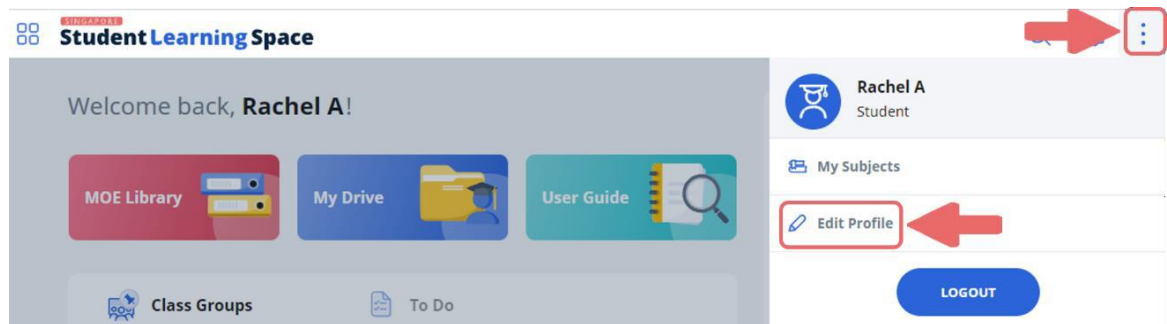 SINGAPORE
Student Learning Space
Welcome back, Rachel A!
MOE Library
My Drive
User Guide
Class Groups
To Do
Rachel A
Student
My Subjects
Edit Profile
LOGOUT